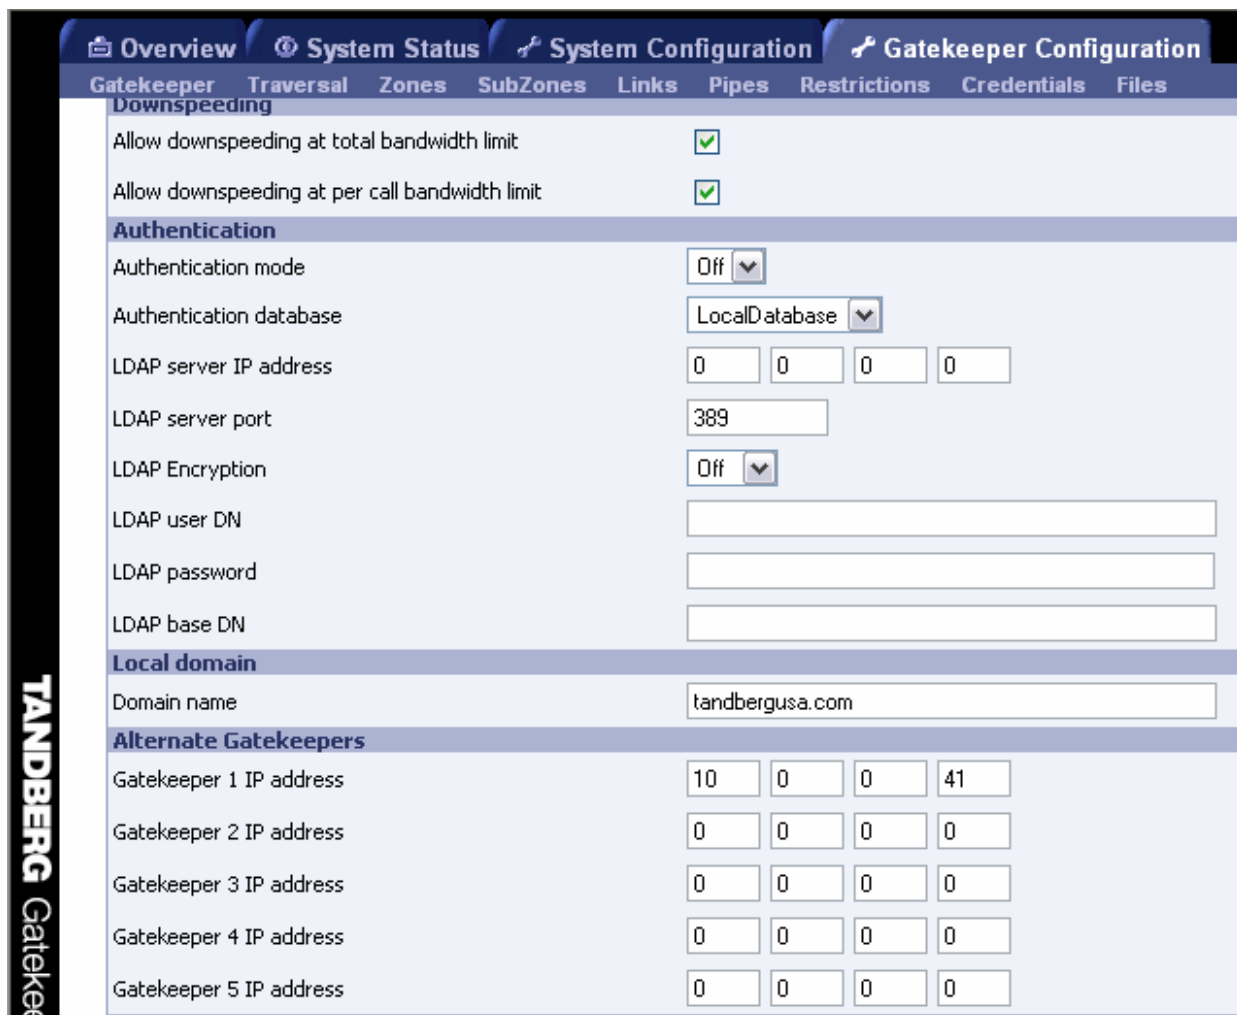 Overview System Status System Configuration Gatekeeper Configuration
Gatekeeper Traversal Zones SubZones Links Pipes Restrictions Credentials Files
Downspeeding
Allow downspeeding at total bandwidth limit
Allow downspeeding at per call bandwidth limit
Authentication
Authentication mode Off
Authentication database LocalDatabase
LDAP server IP address 0 0 0 0
LDAP server port 389
LDAP Encryption Off
LDAP user DN
LDAP password
LDAP base DN
Local domain
Domain name tandbergusa.com
Alternate Gatekeepers
Gatekeeper 1 IP address 10 0 0 41
Gatekeeper 2 IP address 0 0 0 0
Gatekeeper 3 IP address 0 0 0 0
Gatekeeper 4 IP address 0 0 0 0
Gatekeeper 5 IP address 0 0 0 0
TANDBERG Gatekee